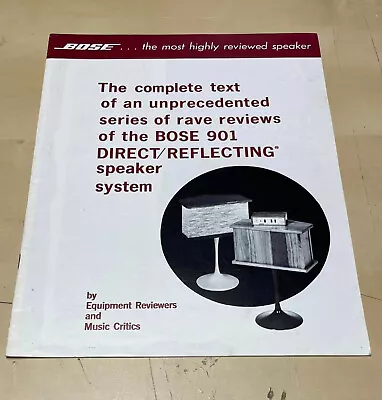 BOSE . . . the most highly reviewed speaker
The complete text
of an unprecedented
series of rave reviews
of the BOSE 901
DIRECT/REFLECTING®
speaker
system
by
Equipment Reviewers
and
Music Critics